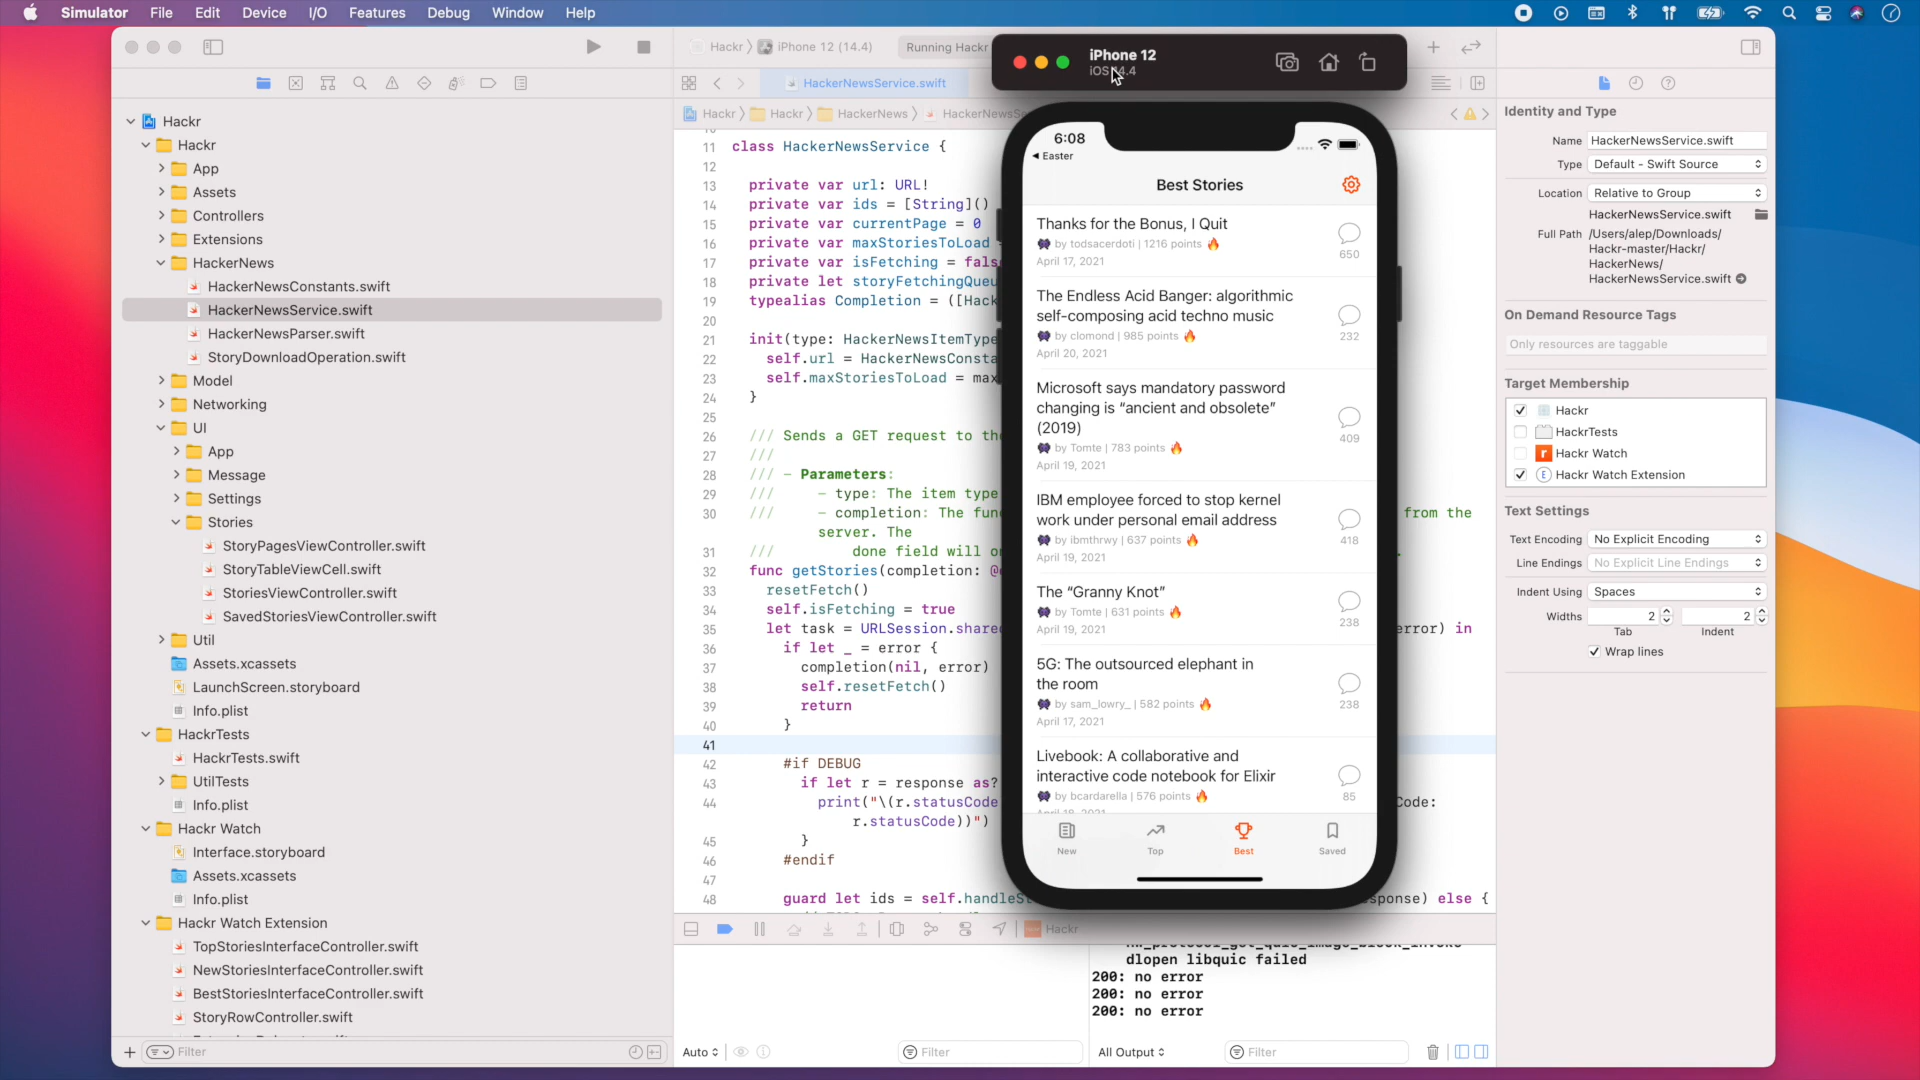 Simulator File Edit Device I/O Features Debug Window Help
Hackr iPhone 12 (14.4) Running Hackr
iPhone 12
iOS 14.4
HackerNewsService.swift
Hackr Hackr HackerNews
Hackr
Hackr
App
Assets
Controllers
Extensions
HackerNews
HackerNewsConstants.swift
HackerNewsService.swift
HackerNewsParser.swift
StoryDownloadOperation.swift
Model
Networking
UI
App
Message
Settings
Stories
StoryPagesViewController.swift
StoryTableViewCell.swift
StoriesViewController.swift
SavedStoriesViewController.swift
Util
Assets.xcassets
LaunchScreen.storyboard
Info.plist
HackrTests
HackrTests.swift
UtilTests
Info.plist
Hackr Watch
Interface.storyboard
Assets.xcassets
Info.plist
Hackr Watch Extension
TopStoriesInterfaceController.swift
NewStoriesInterfaceController.swift
BestStoriesInterfaceController.swift
StoryRowController.swift
Filter
11 class HackerNewsService {
12
13 private var url: URL!
14 private var ids = [String]()
15 private var currentPage = 0
16 private var maxStoriesToLoad
17 private var isFetching = fals
18 private let storyFetchingQueu
19 typealias Completion = ([Hack
20
21 init(type: HackerNewsItemType
22 self.url = HackerNewsConsta
23 self.maxStoriesToLoad = max
24 }
25
26 /// Sends a GET request to th
27 ///
28 /// - Parameters:
29 /// - type: The item type
30 /// - completion: The fun from the
server. The
31 /// done field will o
32 func getStories(completion: @
33 resetFetch()
34 self.isFetching = true
35 let task = URLSession.share error) in
36 if let _ = error {
37 completion(nil, error)
38 self.resetFetch()
39 return
40 }
41
42 #if DEBUG
43 if let r = response as?
44 print("\(r.statusCode Code:
r.statusCode))")
45 }
46 #endif
47
48 guard let ids = self.handleSt sponse) else {
6:08
Easter
Best Stories
Thanks for the Bonus, I Quit
by todsacerdoti | 1216 points
April 17, 2021
650
The Endless Acid Banger: algorithmic
self-composing acid techno music
by clomond | 985 points
April 20, 2021
232
Microsoft says mandatory password
changing is “ancient and obsolete”
(2019)
by Tomte | 783 points
April 19, 2021
409
IBM employee forced to stop kernel
work under personal email address
by ibmthrwy | 637 points
April 19, 2021
418
The “Granny Knot”
by Tomte | 631 points
April 19, 2021
238
5G: The outsourced elephant in
the room
by sam_lowry_ | 582 points
April 17, 2021
238
Livebook: A collaborative and
interactive code notebook for Elixir
by bcardarella | 576 points
April 18, 2021
85
New Top Best Saved
Hackr
dlopen libquic failed
200: no error
200: no error
200: no error
Auto Filter All Output Filter
Identity and Type
Name HackerNewsService.swift
Type Default - Swift Source
Location Relative to Group
HackerNewsService.swift
Full Path /Users/alep/Downloads/
Hackr-master/Hackr/
HackerNews/
HackerNewsService.swift
On Demand Resource Tags
Only resources are taggable
Target Membership
Hackr
HackrTests
r Hackr Watch
E Hackr Watch Extension
Text Settings
Text Encoding No Explicit Encoding
Line Endings No Explicit Line Endings
Indent Using Spaces
Widths 2 2
Tab Indent
Wrap lines